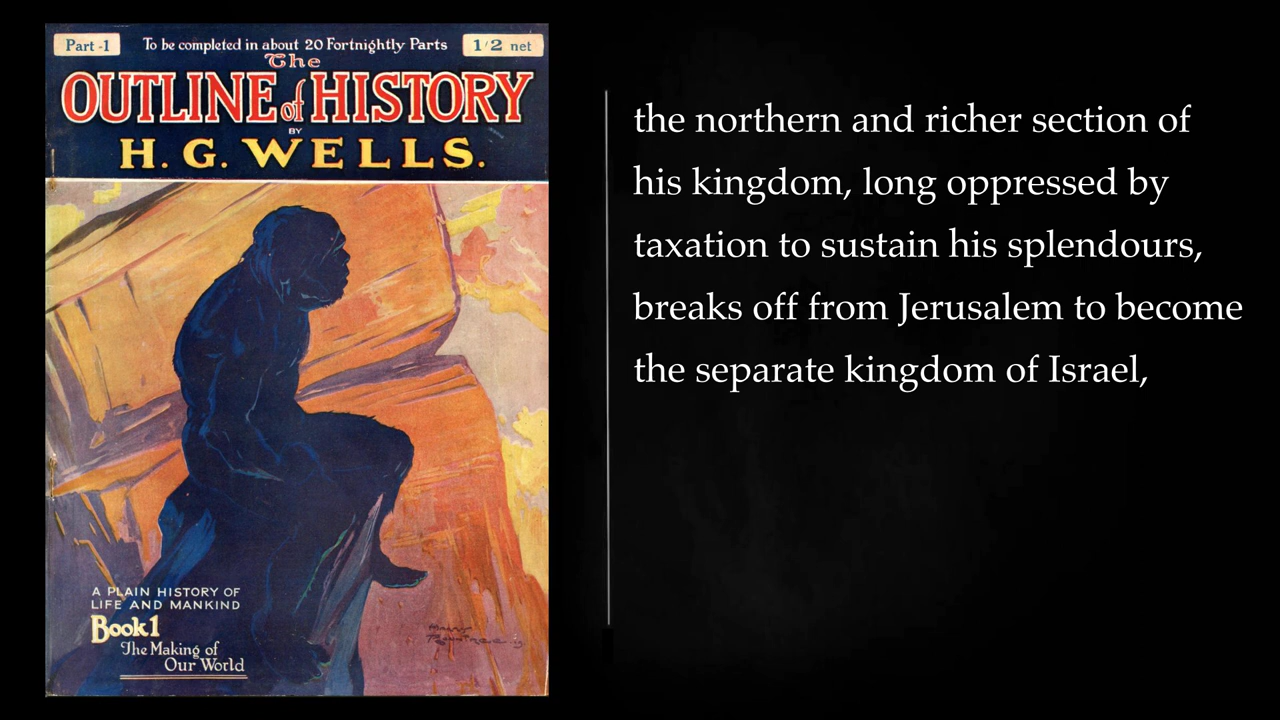 Part -1
To be completed in about 20 Fortnightly Parts
1/2 net
The
OUTLINE of HISTORY
BY
H. G. WELLS.
A PLAIN HISTORY OF
LIFE AND MANKIND
Book 1
The Making of
Our World
the northern and richer section of
his kingdom, long oppressed by
taxation to sustain his splendours,
breaks off from Jerusalem to become
the separate kingdom of Israel,